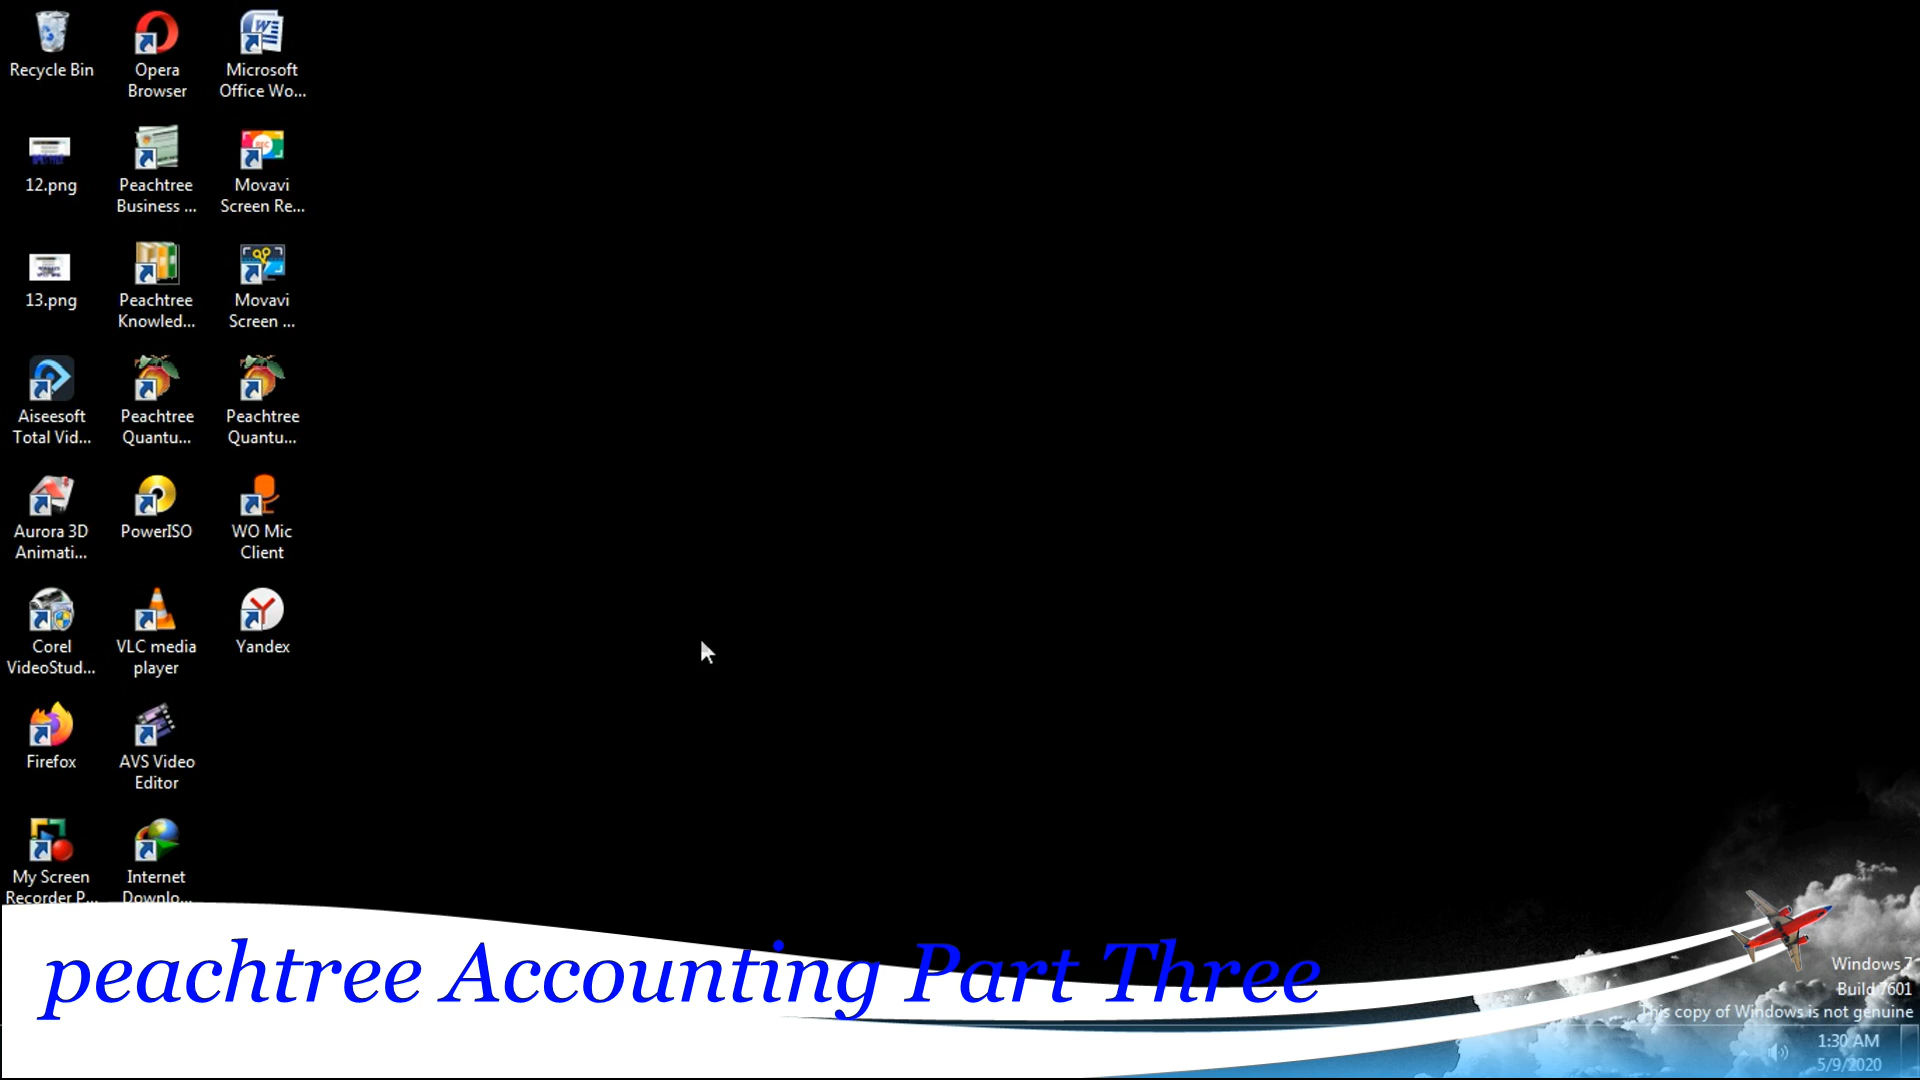 Recycle Bin
Opera
Browser
Microsoft
Office Wo...
12.png
Peachtree
Business ...
Movavi
Screen Re...
13.png
Peachtree
Knowled...
Movavi
Screen ...
Aiseesoft
Total Vid...
Peachtree
Quantu...
Peachtree
Quantu...
Aurora 3D
Animati...
PowerISO
WO Mic
Client
Corel
VideoStud...
VLC media
player
Yandex
Firefox
AVS Video
Editor
My Screen
Recorder P...
Internet
Downlo...
peachtree Accounting Part Three
Windows 7
Build 7601
This copy of Windows is not genuine
1:30 AM
5/9/2020